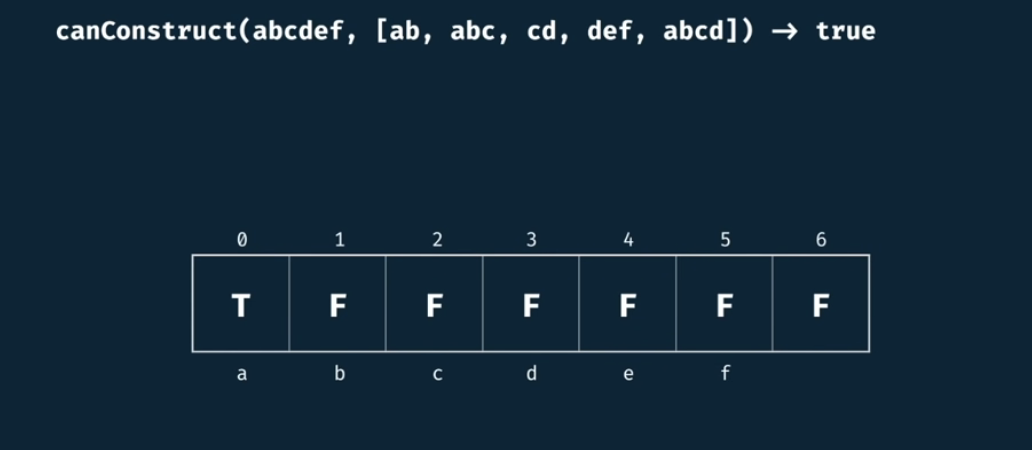 canConstruct(abcdef, [ab, abc, cd, def, abcd]) → true
0 1 2 3 4 5 6
T F F F F F F
a b c d e f